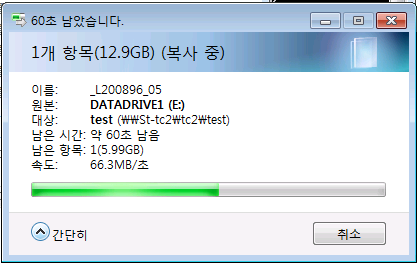 60초 남았습니다.
1개 항목(12.9GB) (복사 중)
이름: _L200896_05
원본: DATADRIVE1 (E:)
대상: test (₩₩St-tc2₩tc2₩test)
남은 시간: 약 60초 남음
남은 항목: 1(5.99GB)
속도: 66.3MB/초
간단히
취소